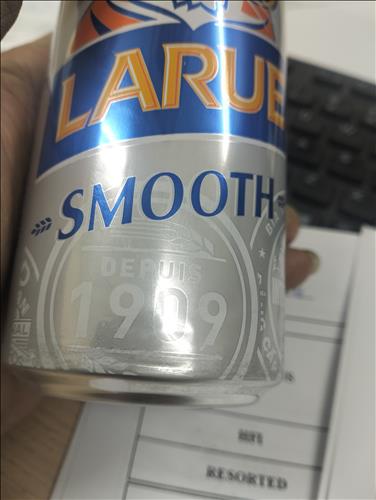 LARUE
SMOOTH
DEPUIS
1909
RESORTED